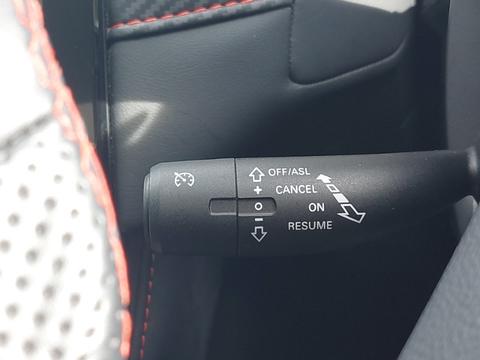 OFF/ASL
+ CANCEL
ON
−
RESUME